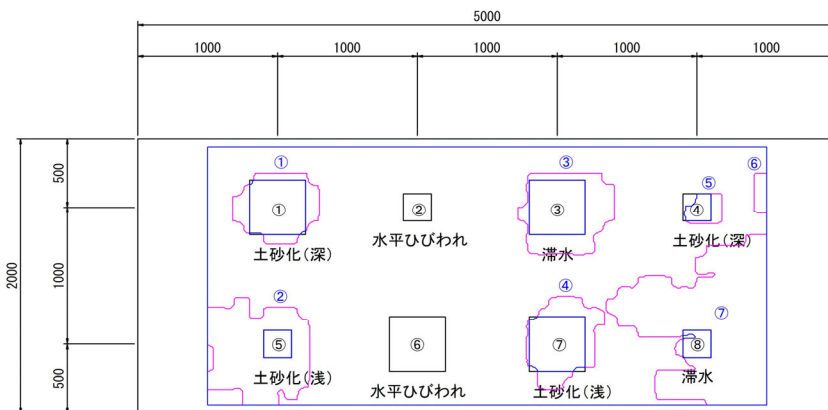 5000
1000 1000 1000 1000 1000
2000
500
1000
500
① ③ ⑤ ⑥
① ② ③ ④
土砂化(深) 水平ひびわれ 滞水 土砂化(深)
② ④ ⑦
⑤ ⑥ ⑦ ⑧
土砂化(浅) 水平ひびわれ 土砂化(浅) 滞水